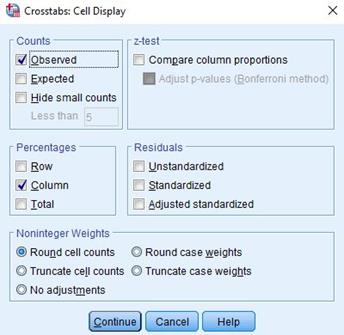 Crosstabs: Cell Display
Counts
Observed
Expected
Hide small counts
Less than 5
z-test
Compare column proportions
Adjust p-values (Bonferroni method)
Percentages
Row
Column
Total
Residuals
Unstandardized
Standardized
Adjusted standardized
Noninteger Weights
Round cell counts Round case weights
Truncate cell counts Truncate case weights
No adjustments
Continue Cancel Help